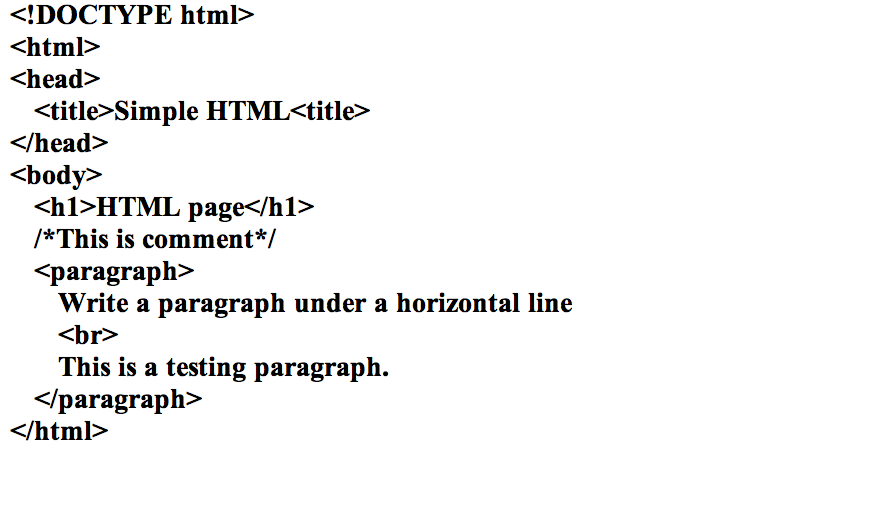 <!DOCTYPE html>
<html>
<head>
<title>Simple HTML<title>
</head>
<body>
<h1>HTML page</h1>
/*This is comment*/
<paragraph>
Write a paragraph under a horizontal line
<br>
This is a testing paragraph.
</paragraph>
</html>